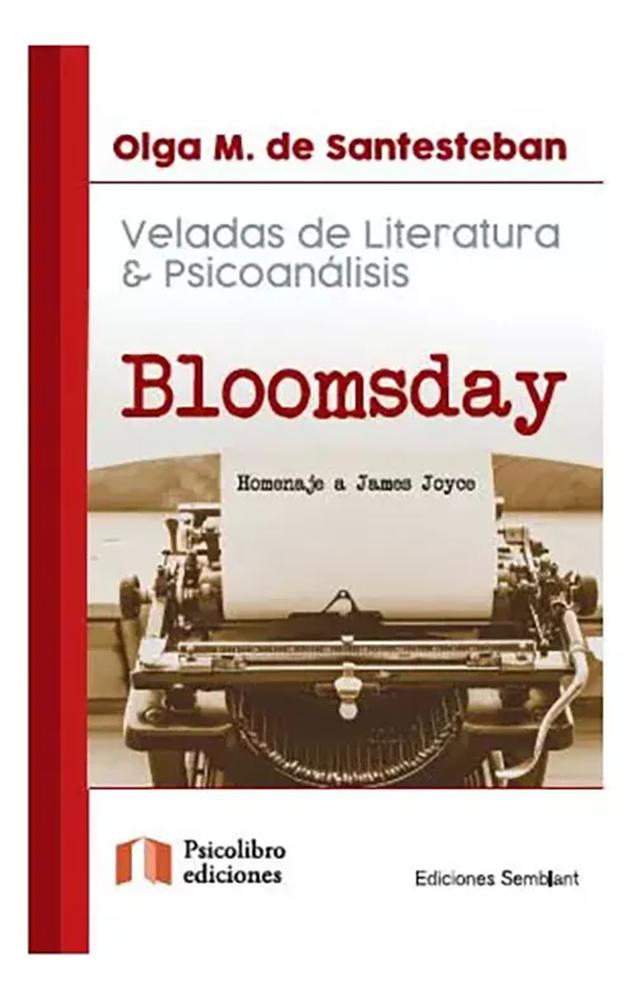 Olga M. de Santesteban
Veladas de Literatura
& Psicoanálisis
Bloomsday
Homenaje a James Joyce
Psicolibro
ediciones
Ediciones Semblant